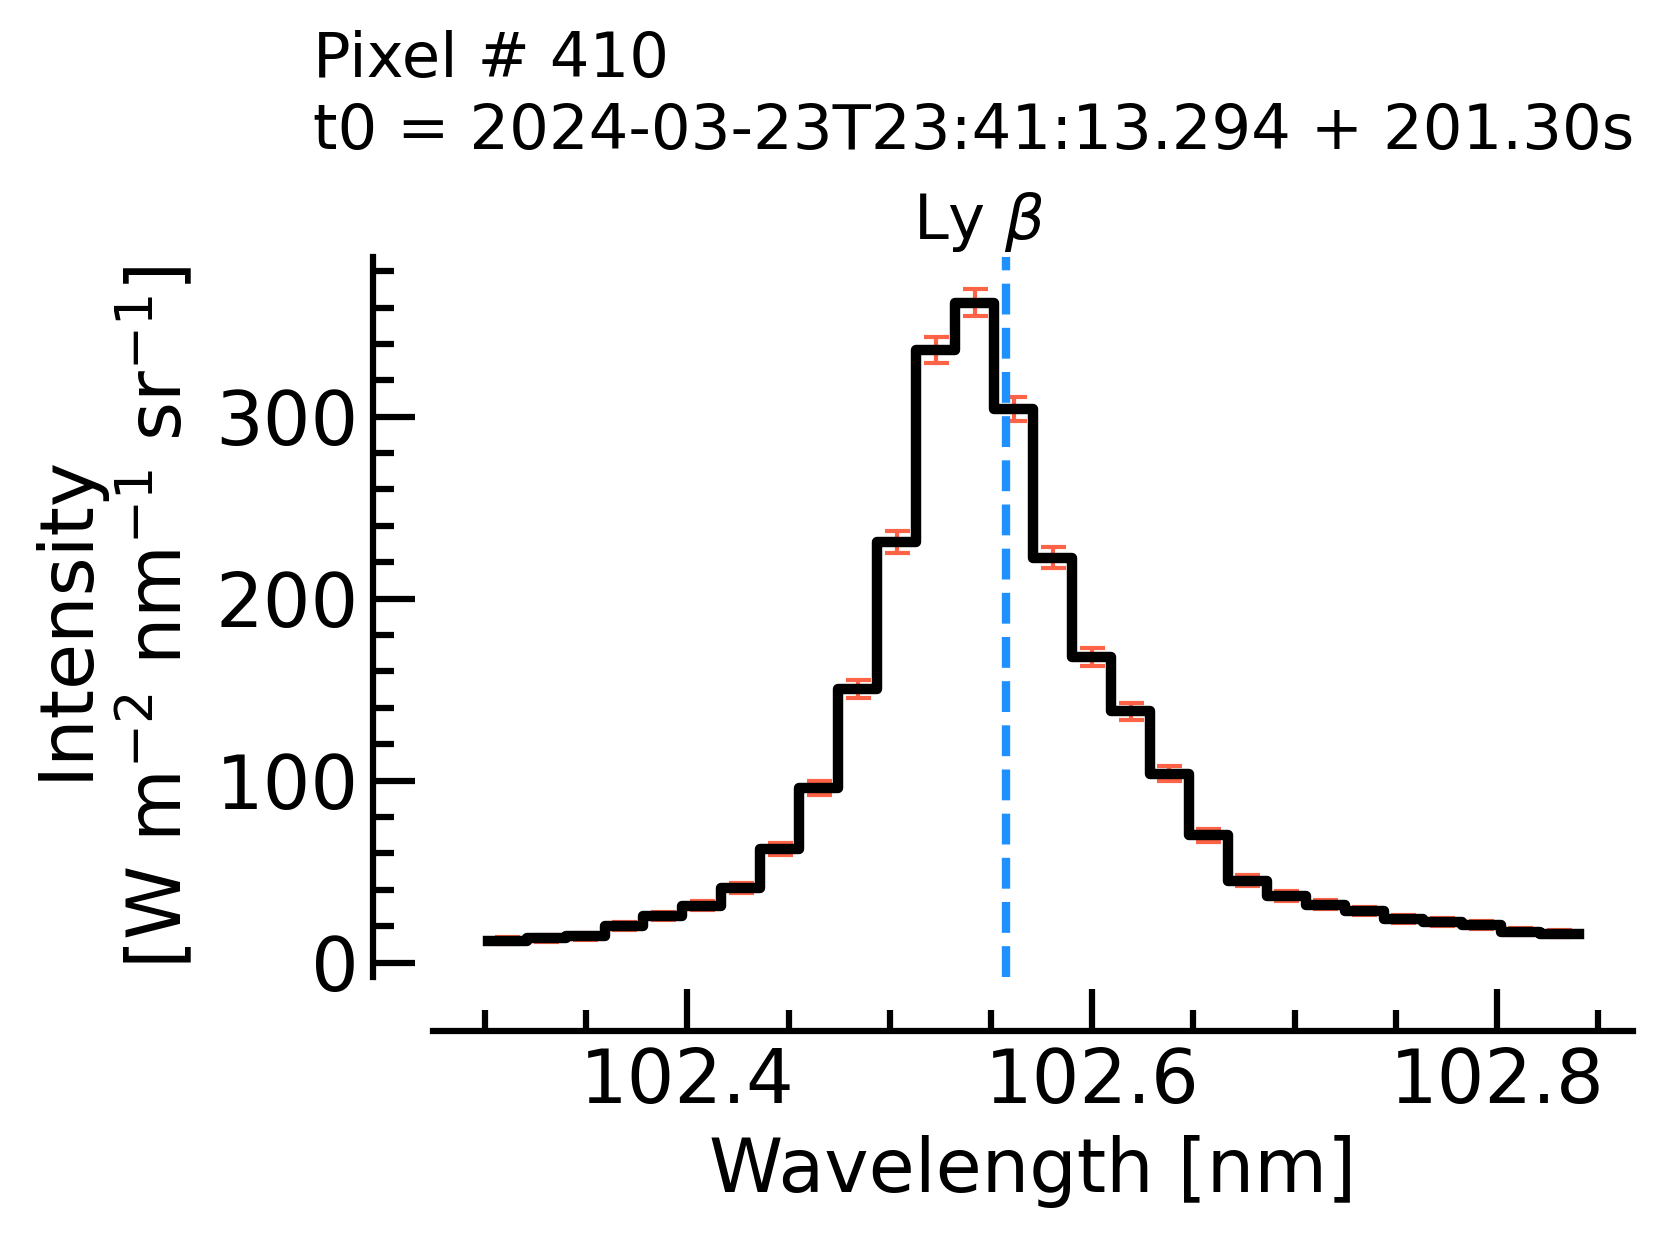 Pixel # 410
t0 = 2024-03-23T23:41:13.294 + 201.30s
Ly β
Intensity
[W m⁻² nm⁻¹ sr⁻¹]
300
200
100
0
102.4 102.6 102.8
Wavelength [nm]